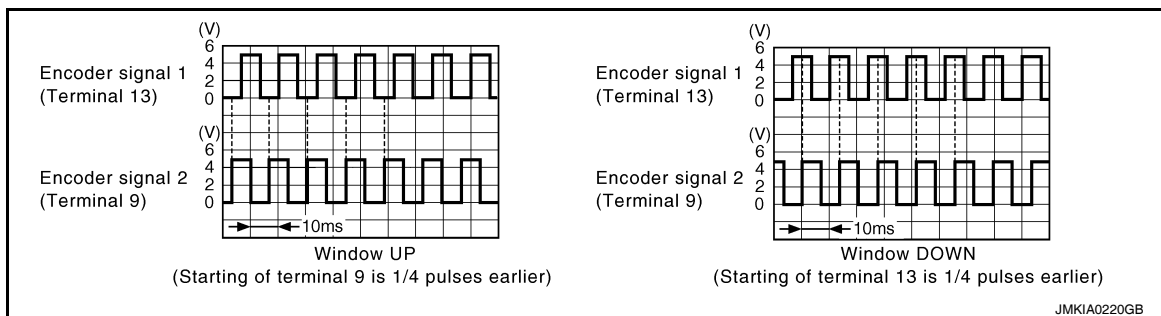 (V)
6
4
2
0
Encoder signal 1
(Terminal 13)
(V)
6
4
2
0
Encoder signal 2
(Terminal 9)
10ms
Window UP
(Starting of terminal 9 is 1/4 pulses earlier)
(V)
6
4
2
0
Encoder signal 1
(Terminal 13)
(V)
6
4
2
0
Encoder signal 2
(Terminal 9)
10ms
Window DOWN
(Starting of terminal 13 is 1/4 pulses earlier)
JMKIA0220GB